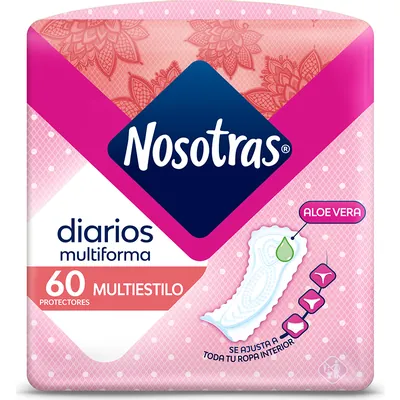 Nosotras®
ALOE VERA
diarios
multiforma
60 MULTIESTILO
PROTECTORES
SE AJUSTA A
TODA TU ROPA INTERIOR